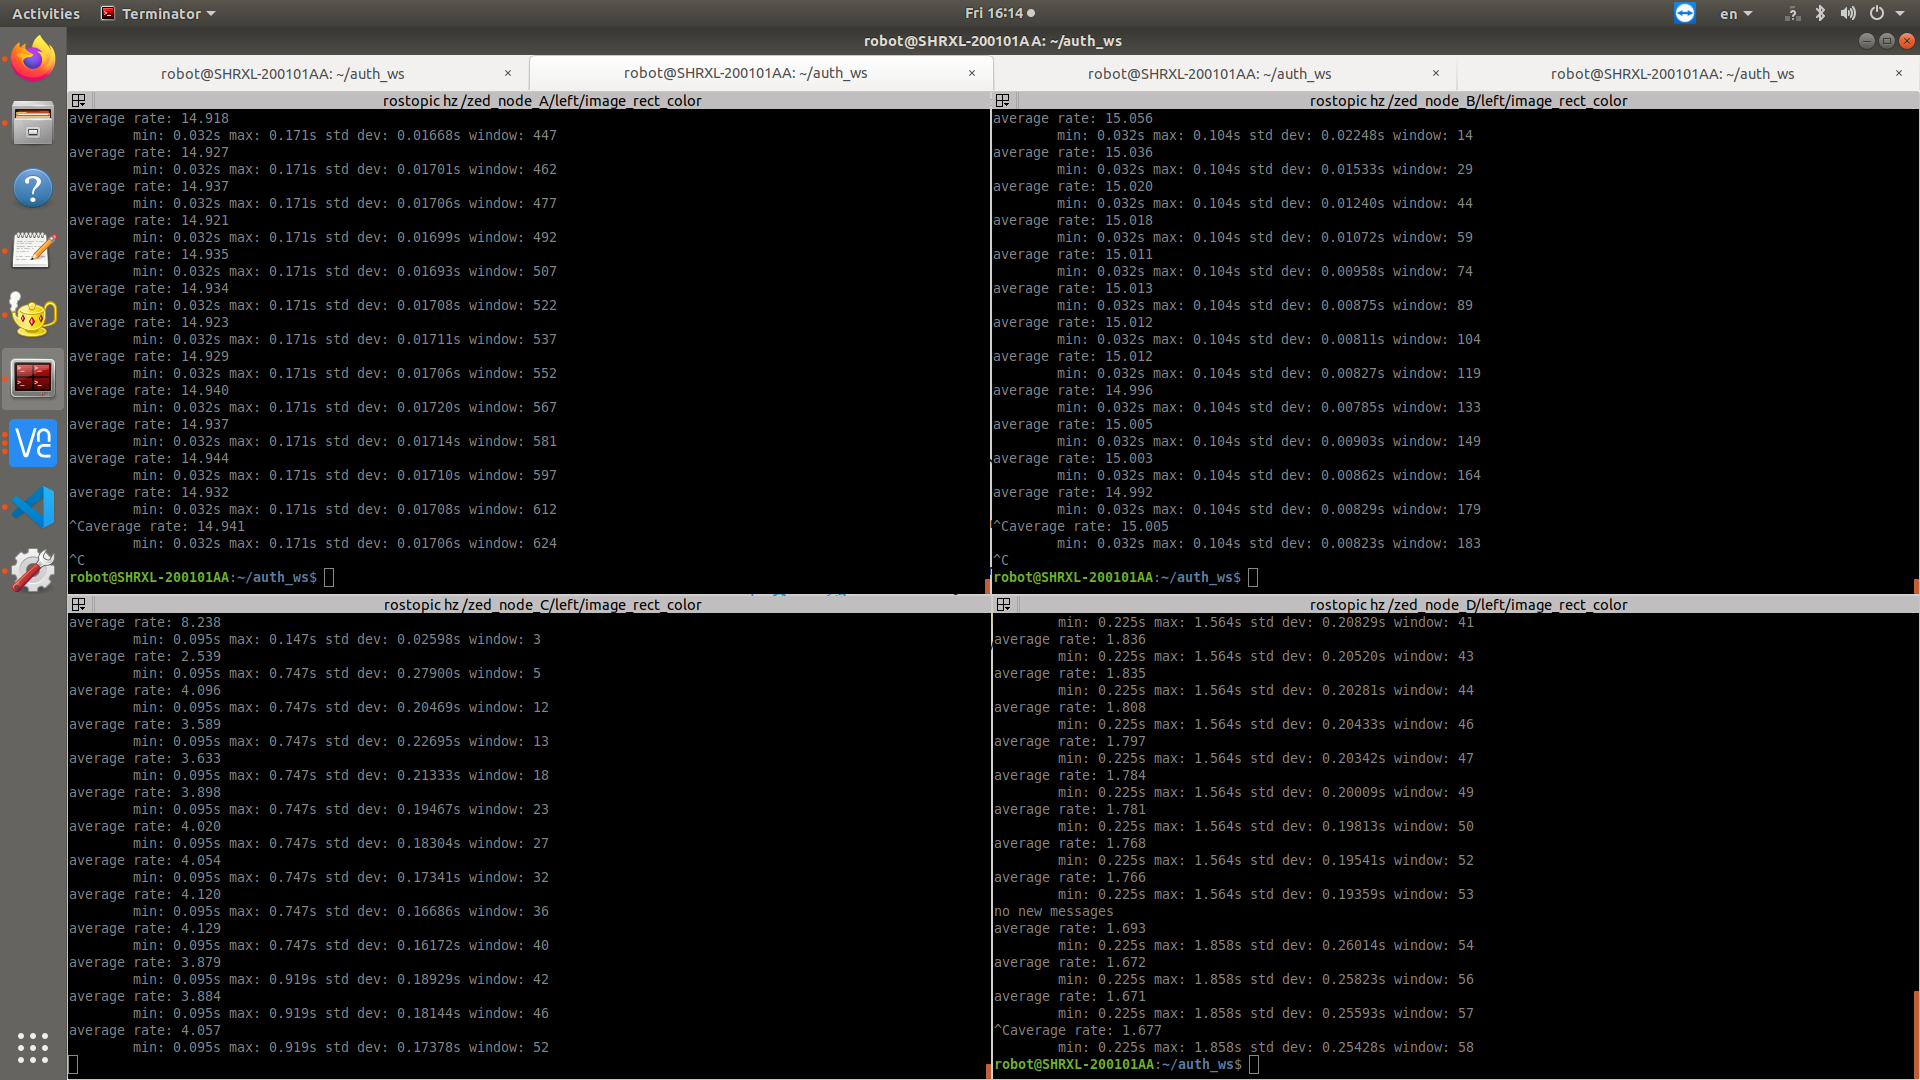 Activities
Terminator
Fri 16:14
en
robot@SHRXL-200101AA: ~/auth_ws
robot@SHRXL-200101AA: ~/auth_ws ×
robot@SHRXL-200101AA: ~/auth_ws ×
robot@SHRXL-200101AA: ~/auth_ws ×
robot@SHRXL-200101AA: ~/auth_ws ×
rostopic hz /zed_node_A/left/image_rect_color
average rate: 14.918
min: 0.032s max: 0.171s std dev: 0.01668s window: 447
average rate: 14.927
min: 0.032s max: 0.171s std dev: 0.01701s window: 462
average rate: 14.937
min: 0.032s max: 0.171s std dev: 0.01706s window: 477
average rate: 14.921
min: 0.032s max: 0.171s std dev: 0.01699s window: 492
average rate: 14.935
min: 0.032s max: 0.171s std dev: 0.01693s window: 507
average rate: 14.934
min: 0.032s max: 0.171s std dev: 0.01708s window: 522
average rate: 14.923
min: 0.032s max: 0.171s std dev: 0.01711s window: 537
average rate: 14.929
min: 0.032s max: 0.171s std dev: 0.01706s window: 552
average rate: 14.940
min: 0.032s max: 0.171s std dev: 0.01720s window: 567
average rate: 14.937
min: 0.032s max: 0.171s std dev: 0.01714s window: 581
average rate: 14.944
min: 0.032s max: 0.171s std dev: 0.01710s window: 597
average rate: 14.932
min: 0.032s max: 0.171s std dev: 0.01708s window: 612
^Caverage rate: 14.941
min: 0.032s max: 0.171s std dev: 0.01706s window: 624
^C
robot@SHRXL-200101AA:~/auth_ws$
rostopic hz /zed_node_B/left/image_rect_color
average rate: 15.056
min: 0.032s max: 0.104s std dev: 0.02248s window: 14
average rate: 15.036
min: 0.032s max: 0.104s std dev: 0.01533s window: 29
average rate: 15.020
min: 0.032s max: 0.104s std dev: 0.01240s window: 44
average rate: 15.018
min: 0.032s max: 0.104s std dev: 0.01072s window: 59
average rate: 15.011
min: 0.032s max: 0.104s std dev: 0.00958s window: 74
average rate: 15.013
min: 0.032s max: 0.104s std dev: 0.00875s window: 89
average rate: 15.012
min: 0.032s max: 0.104s std dev: 0.00811s window: 104
average rate: 15.012
min: 0.032s max: 0.104s std dev: 0.00827s window: 119
average rate: 14.996
min: 0.032s max: 0.104s std dev: 0.00785s window: 133
average rate: 15.005
min: 0.032s max: 0.104s std dev: 0.00903s window: 149
average rate: 15.003
min: 0.032s max: 0.104s std dev: 0.00862s window: 164
average rate: 14.992
min: 0.032s max: 0.104s std dev: 0.00829s window: 179
^Caverage rate: 15.005
min: 0.032s max: 0.104s std dev: 0.00823s window: 183
^C
robot@SHRXL-200101AA:~/auth_ws$
rostopic hz /zed_node_C/left/image_rect_color
average rate: 8.238
min: 0.095s max: 0.147s std dev: 0.02598s window: 3
average rate: 2.539
min: 0.095s max: 0.747s std dev: 0.27900s window: 5
average rate: 4.096
min: 0.095s max: 0.747s std dev: 0.20469s window: 12
average rate: 3.589
min: 0.095s max: 0.747s std dev: 0.22695s window: 13
average rate: 3.633
min: 0.095s max: 0.747s std dev: 0.21333s window: 18
average rate: 3.898
min: 0.095s max: 0.747s std dev: 0.19467s window: 23
average rate: 4.020
min: 0.095s max: 0.747s std dev: 0.18304s window: 27
average rate: 4.054
min: 0.095s max: 0.747s std dev: 0.17341s window: 32
average rate: 4.120
min: 0.095s max: 0.747s std dev: 0.16686s window: 36
average rate: 4.129
min: 0.095s max: 0.747s std dev: 0.16172s window: 40
average rate: 3.879
min: 0.095s max: 0.919s std dev: 0.18929s window: 42
average rate: 3.884
min: 0.095s max: 0.919s std dev: 0.18144s window: 46
average rate: 4.057
min: 0.095s max: 0.919s std dev: 0.17378s window: 52
rostopic hz /zed_node_D/left/image_rect_color
min: 0.225s max: 1.564s std dev: 0.20829s window: 41
average rate: 1.836
min: 0.225s max: 1.564s std dev: 0.20520s window: 43
average rate: 1.835
min: 0.225s max: 1.564s std dev: 0.20281s window: 44
average rate: 1.808
min: 0.225s max: 1.564s std dev: 0.20433s window: 46
average rate: 1.797
min: 0.225s max: 1.564s std dev: 0.20342s window: 47
average rate: 1.784
min: 0.225s max: 1.564s std dev: 0.20009s window: 49
average rate: 1.781
min: 0.225s max: 1.564s std dev: 0.19813s window: 50
average rate: 1.768
min: 0.225s max: 1.564s std dev: 0.19541s window: 52
average rate: 1.766
min: 0.225s max: 1.564s std dev: 0.19359s window: 53
no new messages
average rate: 1.693
min: 0.225s max: 1.858s std dev: 0.26014s window: 54
average rate: 1.672
min: 0.225s max: 1.858s std dev: 0.25823s window: 56
average rate: 1.671
min: 0.225s max: 1.858s std dev: 0.25593s window: 57
^Caverage rate: 1.677
min: 0.225s max: 1.858s std dev: 0.25428s window: 58
robot@SHRXL-200101AA:~/auth_ws$